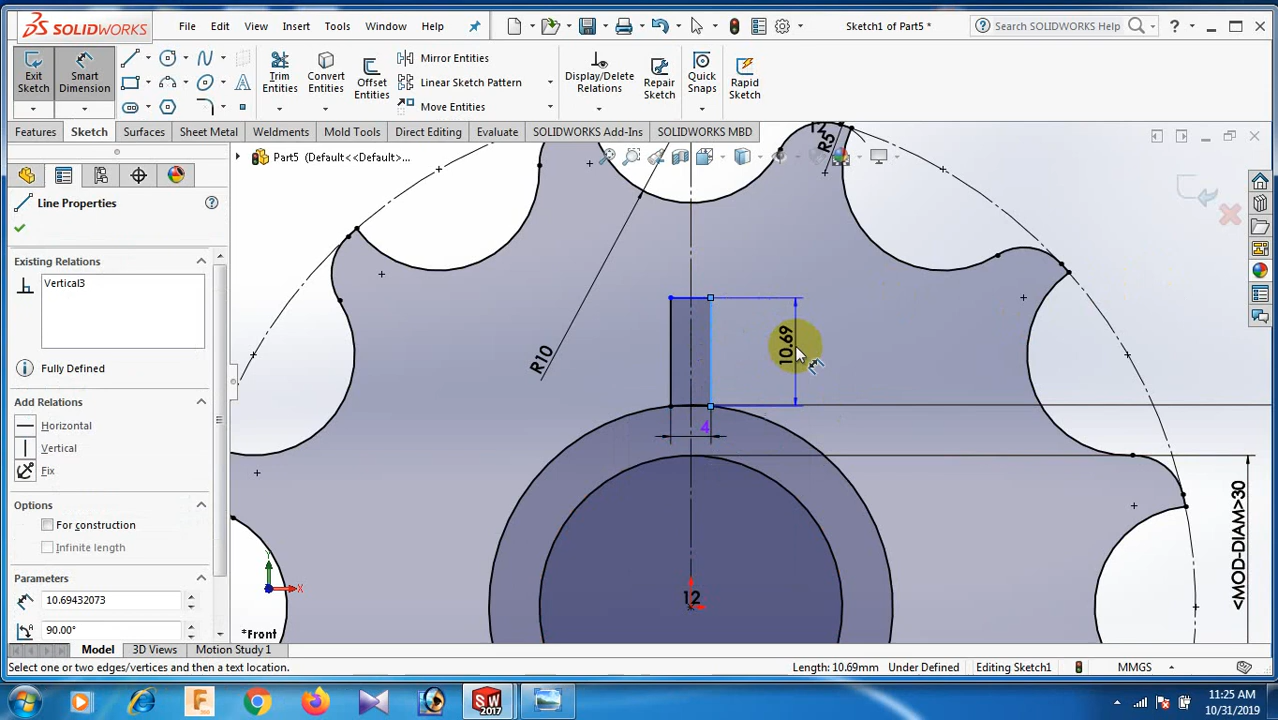 SOLIDWORKS File Edit View Insert Tools Window Help Sketch1 of Part5 * Search SOLIDWORKS Help ?
Exit Sketch
Smart Dimension
Trim Entities
Convert Entities
Offset Entities
Mirror Entities
Linear Sketch Pattern
Move Entities
Display/Delete Relations
Repair Sketch
Quick Snaps
Rapid Sketch
Features Sketch Surfaces Sheet Metal Weldments Mold Tools Direct Editing Evaluate SOLIDWORKS Add-Ins SOLIDWORKS MBD
Part5 (Default<<Default>...
Line Properties
Existing Relations
Vertical3
Fully Defined
Add Relations
Horizontal
Vertical
Fix
Options
For construction
Infinite length
Parameters
10.69432073
90.00°
12
R5
R10
10.69
4
12
<MOD-DIAM>30
Y
X
*Front
Model 3D Views Motion Study 1
Select one or two edges/vertices and then a text location. Length: 10.69mm Under Defined Editing Sketch1 MMGS
SW 2017
11:25 AM
10/31/2019